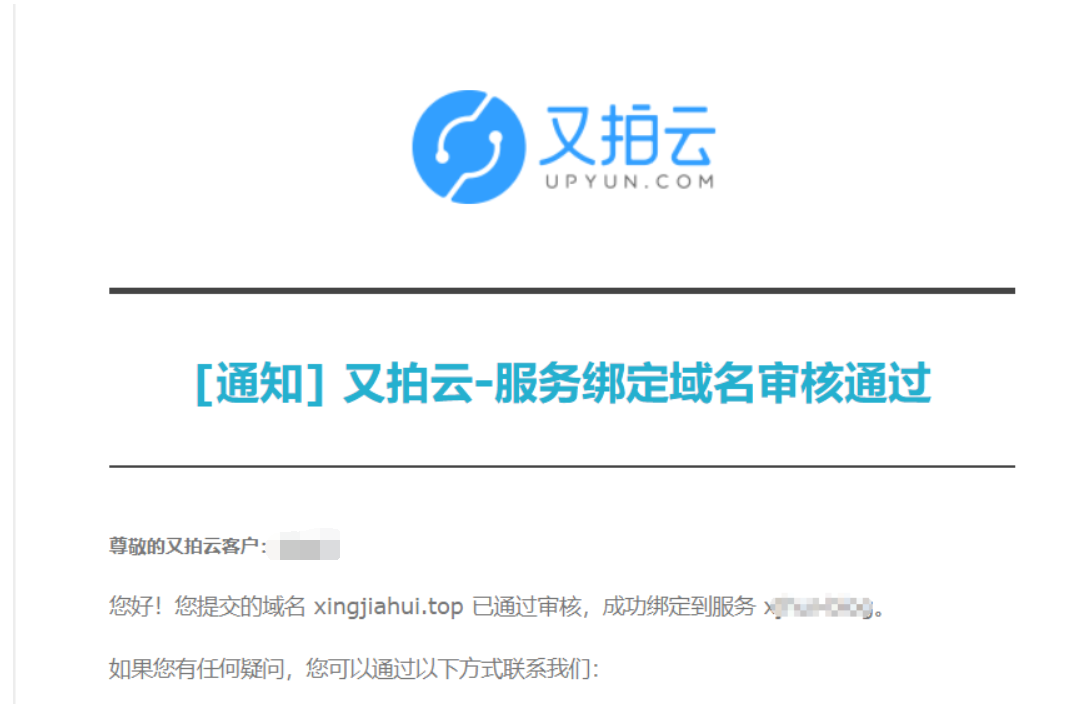 又拍云
UPYUN.COM
[通知] 又拍云-服务绑定域名审核通过
尊敬的又拍云客户：
您好！您提交的域名 xingjiahui.top 已通过审核，成功绑定到服务 。
如果您有任何疑问，您可以通过以下方式联系我们：